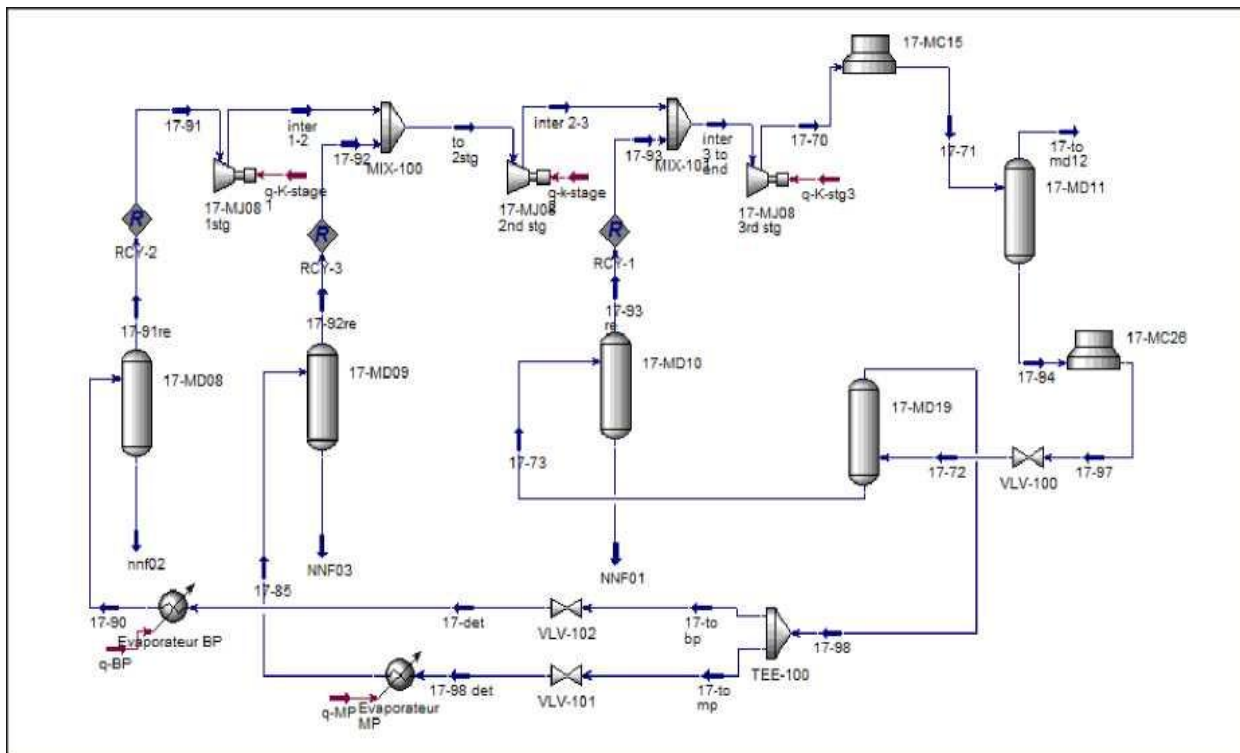 17-MC15
17-91
inter
1-2
17-92
MIX-100
to
2stg
inter 2-3
17-93
MIX-101
inter
3 to
end
17-70
17-71
17-to
md12
17-MD11
q-K-stage
1
17-MJ08
1stg
q-k-stage
17-MJ08
2nd stg
q-K-stg3
17-MJ08
3rd stg
R
RCY-2
R
RCY-3
R
RCY-1
17-91re
17-92re
17-93
re
17-MC26
17-94
17-MD08
17-MD09
17-MD10
17-MD19
17-73
17-72
VLV-100
17-97
nnf02
NNF03
NNF01
17-85
17-90
Evaporateur BP
q-BP
17-det
VLV-102
17-to
bp
17-98
TEE-100
q-MP
Evaporateur
MP
17-98 det
VLV-101
17-to
mp